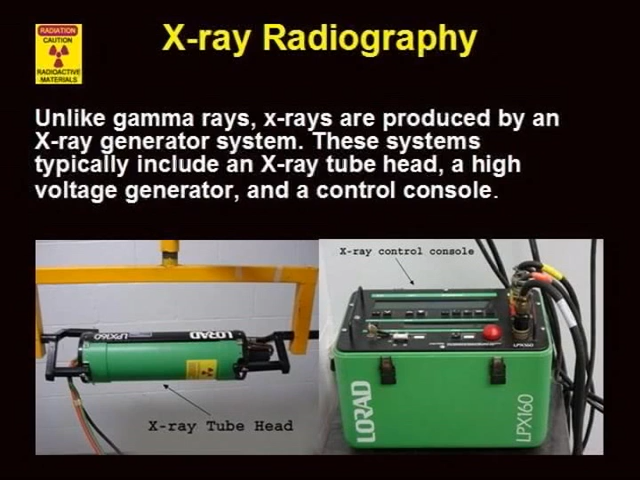 RADIATION
CAUTION
RADIOACTIVE
MATERIALS
X-ray Radiography
Unlike gamma rays, x-rays are produced by an
X-ray generator system. These systems
typically include an X-ray tube head, a high
voltage generator, and a control console.
X-ray control console
LPX160
LORAD
X-ray Tube Head
LPX160
LORAD
LPX160